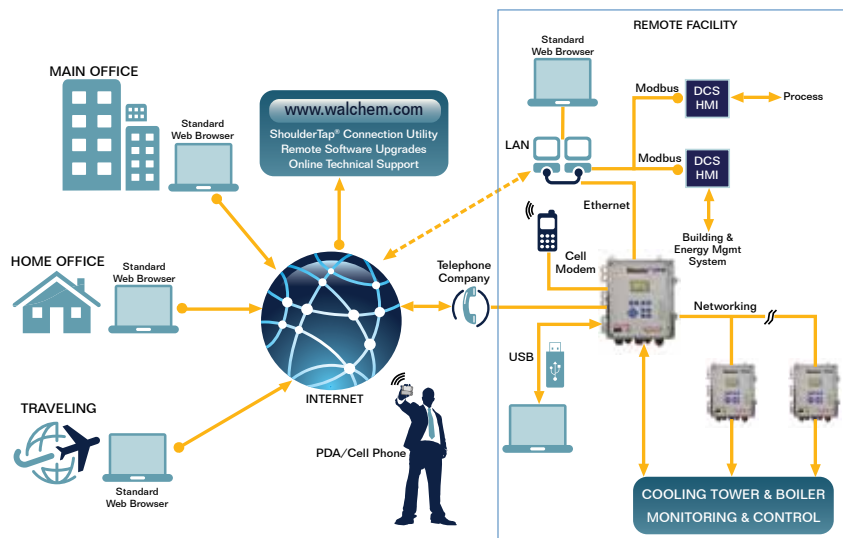 REMOTE FACILITY
MAIN OFFICE
Standard
Web Browser
www.walchem.com
ShoulderTap® Connection Utility
Remote Software Upgrades
Online Technical Support
Standard
Web Browser
LAN
Modbus
DCS
HMI
Process
Modbus
DCS
HMI
Ethernet
Building &
Energy Mgmt
System
Cell
Modem
HOME OFFICE
Standard
Web Browser
Telephone
Company
Networking
USB
INTERNET
TRAVELING
Standard
Web Browser
PDA/Cell Phone
COOLING TOWER & BOILER
MONITORING & CONTROL